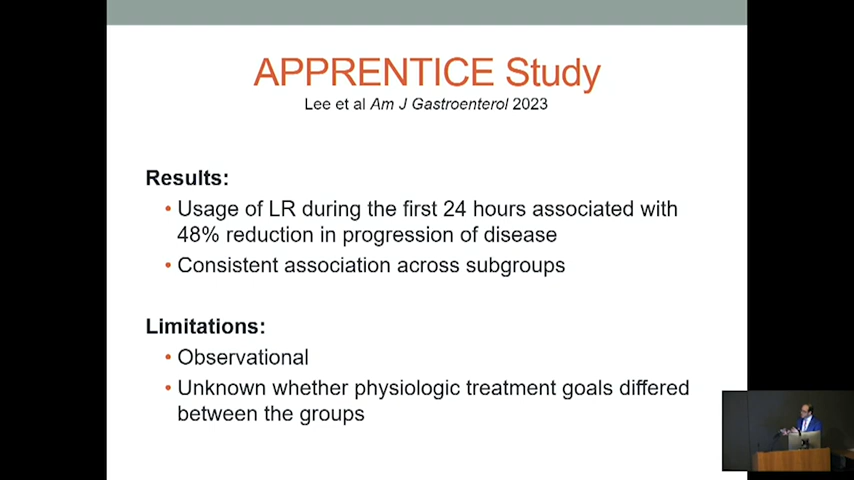 APPRENTICE Study
Lee et al Am J Gastroenterol 2023
Results:
• Usage of LR during the first 24 hours associated with
48% reduction in progression of disease
• Consistent association across subgroups
Limitations:
• Observational
• Unknown whether physiologic treatment goals differed
between the groups